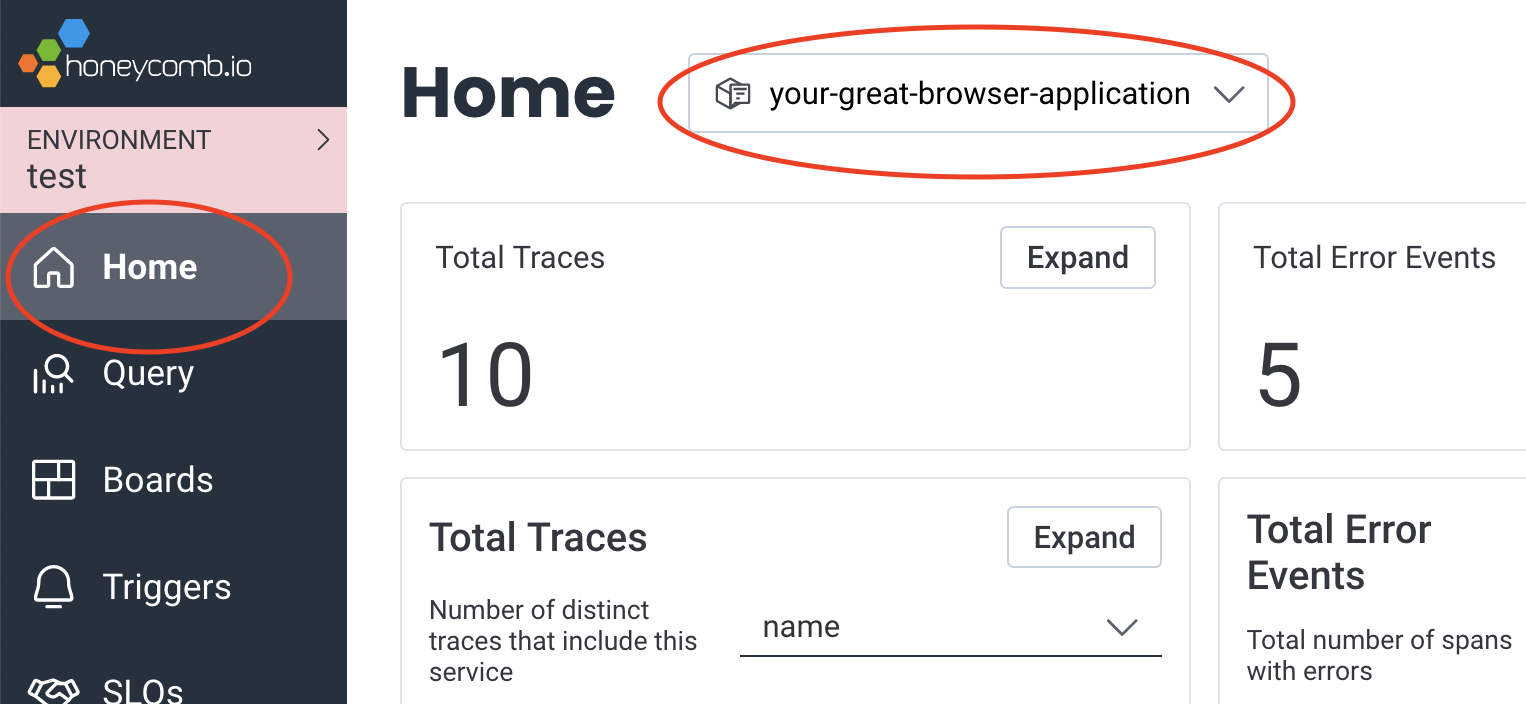 honeycomb.io
ENVIRONMENT
test
Home
Query
Boards
Triggers
SLOs
Home
your-great-browser-application
Total Traces
Expand
10
Total Error Events
5
Total Traces
Expand
Number of distinct
traces that include this
service
name
Total Error
Events
Total number of spans
with errors